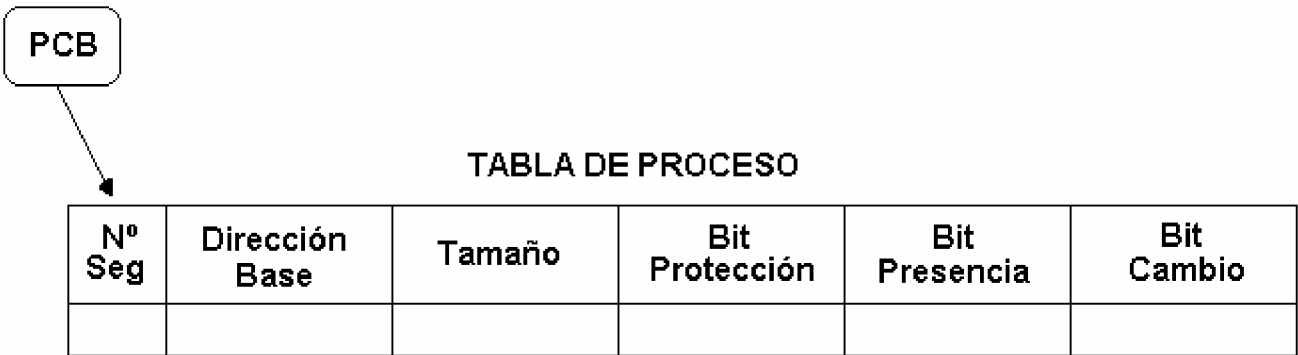 PCB
TABLA DE PROCESO
Nº
Seg
Dirección
Base
Tamaño
Bit
Protección
Bit
Presencia
Bit
Cambio